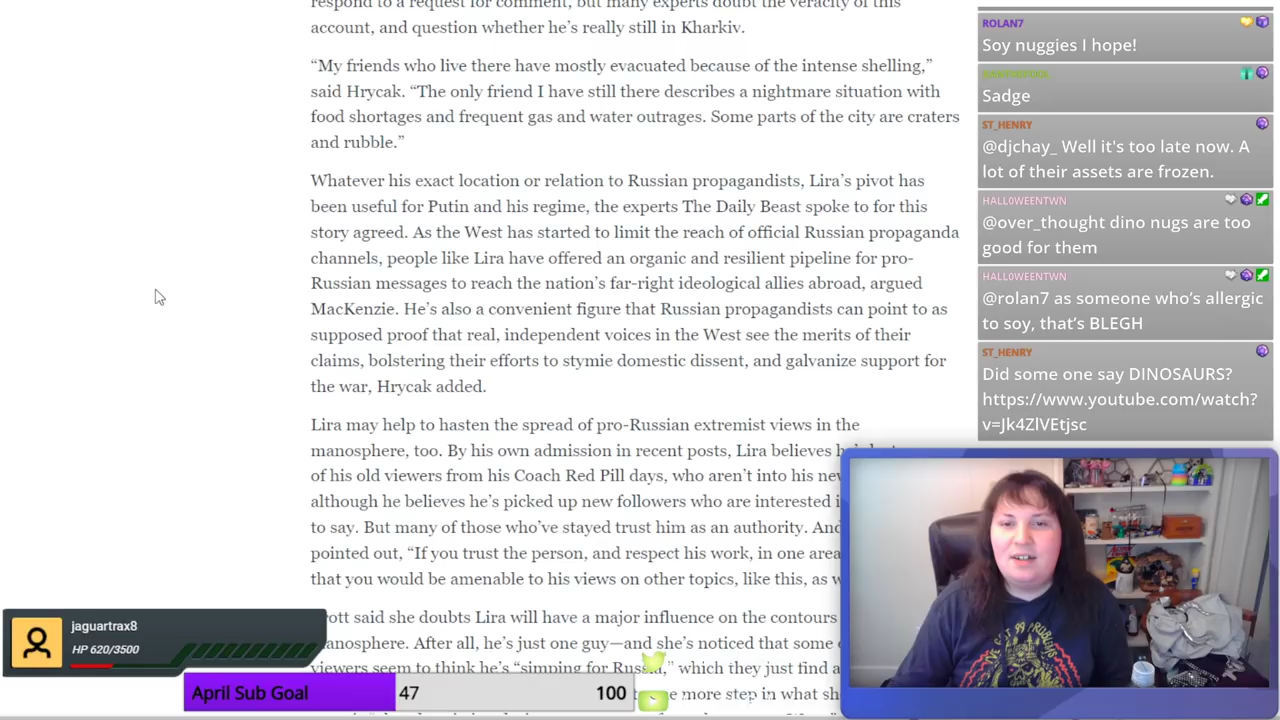 respond to a request for comment, but many experts doubt the veracity of this
account, and question whether he's really still in Kharkiv.
“My friends who live there have mostly evacuated because of the intense shelling,”
said Hrycak. “The only friend I have still there describes a nightmare situation with
food shortages and frequent gas and water outrages. Some parts of the city are craters
and rubble.”
Whatever his exact location or relation to Russian propagandists, Lira's pivot has
been useful for Putin and his regime, the experts The Daily Beast spoke to for this
story agreed. As the West has started to limit the reach of official Russian propaganda
channels, people like Lira have offered an organic and resilient pipeline for pro-
Russian messages to reach the nation's far-right ideological allies abroad, argued
MacKenzie. He's also a convenient figure that Russian propagandists can point to as
supposed proof that real, independent voices in the West see the merits of their
claims, bolstering their efforts to stymie domestic dissent, and galvanize support for
the war, Hrycak added.
Lira may help to hasten the spread of pro-Russian extremist views in the
manosphere, too. By his own admission in recent posts, Lira believes
of his old viewers from his Coach Red Pill days, who aren't into his
although he believes he's picked up new followers who are interested
to say. But many of those who've stayed trust him as an authority. And
pointed out, “If you trust the person, and respect his work, in one area
that you would be amenable to his views on other topics, like this, as
said she doubts Lira will have a major influence on the contours
After all, he's just one guy—and she's noticed that some
viewers seem to think he's “simping for Russia,” which they just find
more step in what
ROLAN7
Soy nuggies I hope!
Sadge
ST_HENRY
@djchay_ Well it's too late now. A
lot of their assets are frozen.
HALL0WEENTWN
@over_thought dino nugs are too
good for them
HALL0WEENTWN
@rolan7 as someone who's allergic
to soy, that's BLEGH
ST_HENRY
Did some one say DINOSAURS?
https://www.youtube.com/watch?
v=Jk4ZlVEtjsc
jaguartrax8
HP 620/3500
April Sub Goal 47 100